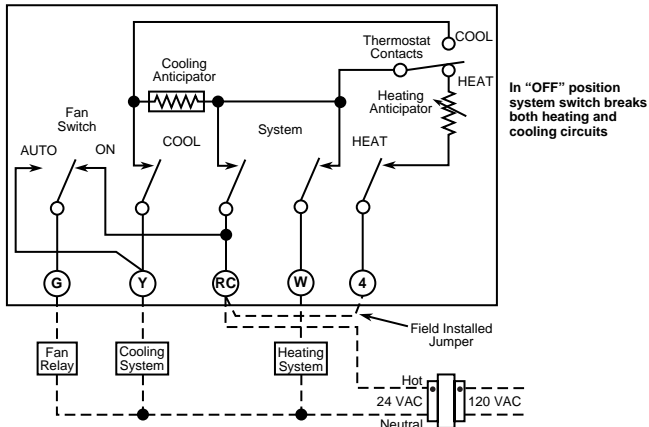 COOL
Thermostat
Contacts
HEAT
Cooling
Anticipator
Heating
Anticipator
In “OFF” position
system switch breaks
both heating and
cooling circuits
Fan
Switch
AUTO
ON
COOL
System
HEAT
G
Y
RC
W
4
Field Installed
Jumper
Fan
Relay
Cooling
System
Heating
System
Hot
24 VAC
120 VAC
Neutral